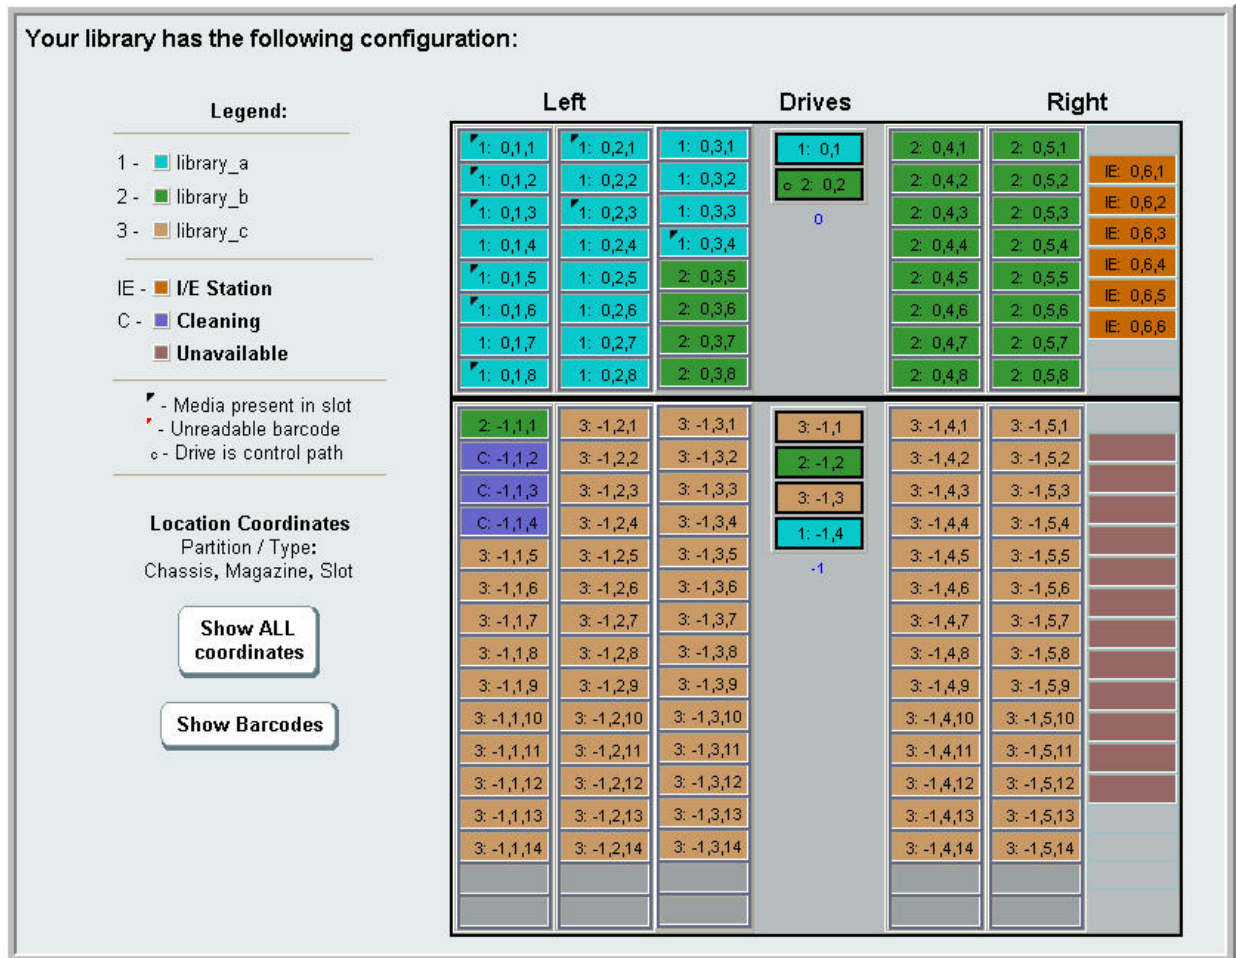 Your library has the following configuration:
Legend:
1 - library_a
2 - library_b
3 - library_c
IE - I/E Station
C - Cleaning
Unavailable
- Media present in slot
- Unreadable barcode
c - Drive is control path
Location Coordinates
Partition / Type:
Chassis, Magazine, Slot
Show ALL
coordinates
Show Barcodes
Left Drives Right
1: 0,1,1 1: 0,2,1 1: 0,3,1 1: 0,1 2: 0,4,1 2: 0,5,1 IE: 0,6,1
1: 0,1,2 1: 0,2,2 1: 0,3,2 c 2: 0,2 2: 0,4,2 2: 0,5,2 IE: 0,6,2
1: 0,1,3 1: 0,2,3 1: 0,3,3 0 2: 0,4,3 2: 0,5,3 IE: 0,6,3
1: 0,1,4 1: 0,2,4 1: 0,3,4 2: 0,4,4 2: 0,5,4 IE: 0,6,4
1: 0,1,5 1: 0,2,5 2: 0,3,5 2: 0,4,5 2: 0,5,5 IE: 0,6,5
1: 0,1,6 1: 0,2,6 2: 0,3,6 2: 0,4,6 2: 0,5,6 IE: 0,6,6
1: 0,1,7 1: 0,2,7 2: 0,3,7 2: 0,4,7 2: 0,5,7
1: 0,1,8 1: 0,2,8 2: 0,3,8 2: 0,4,8 2: 0,5,8
2: -1,1,1 3: -1,2,1 3: -1,3,1 3: -1,1 3: -1,4,1 3: -1,5,1
C: -1,1,2 3: -1,2,2 3: -1,3,2 2: -1,2 3: -1,4,2 3: -1,5,2
C: -1,1,3 3: -1,2,3 3: -1,3,3 3: -1,3 3: -1,4,3 3: -1,5,3
C: -1,1,4 3: -1,2,4 3: -1,3,4 1: -1,4 3: -1,4,4 3: -1,5,4
3: -1,1,5 3: -1,2,5 3: -1,3,5 -1 3: -1,4,5 3: -1,5,5
3: -1,1,6 3: -1,2,6 3: -1,3,6 3: -1,4,6 3: -1,5,6
3: -1,1,7 3: -1,2,7 3: -1,3,7 3: -1,4,7 3: -1,5,7
3: -1,1,8 3: -1,2,8 3: -1,3,8 3: -1,4,8 3: -1,5,8
3: -1,1,9 3: -1,2,9 3: -1,3,9 3: -1,4,9 3: -1,5,9
3: -1,1,10 3: -1,2,10 3: -1,3,10 3: -1,4,10 3: -1,5,10
3: -1,1,11 3: -1,2,11 3: -1,3,11 3: -1,4,11 3: -1,5,11
3: -1,1,12 3: -1,2,12 3: -1,3,12 3: -1,4,12 3: -1,5,12
3: -1,1,13 3: -1,2,13 3: -1,3,13 3: -1,4,13 3: -1,5,13
3: -1,1,14 3: -1,2,14 3: -1,3,14 3: -1,4,14 3: -1,5,14